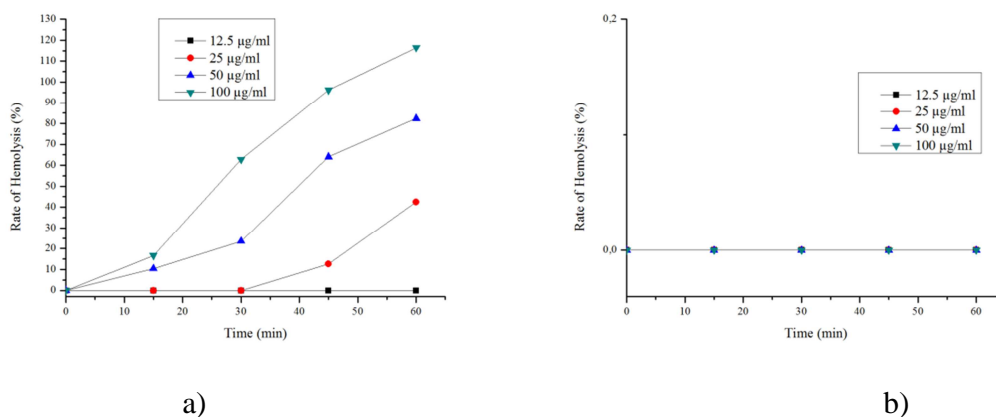 130
120
110
100
90
80
70
60
50
40
30
20
10
0
Rate of Hemolysis (%)
12.5 µg/ml
25 µg/ml
50 µg/ml
100 µg/ml
0 10 20 30 40 50 60
Time (min)
a)
0,2
0,0
Rate of Hemolysis (%)
12.5 µg/ml
25 µg/ml
50 µg/ml
100 µg/ml
0 10 20 30 40 50 60
Time (min)
b)